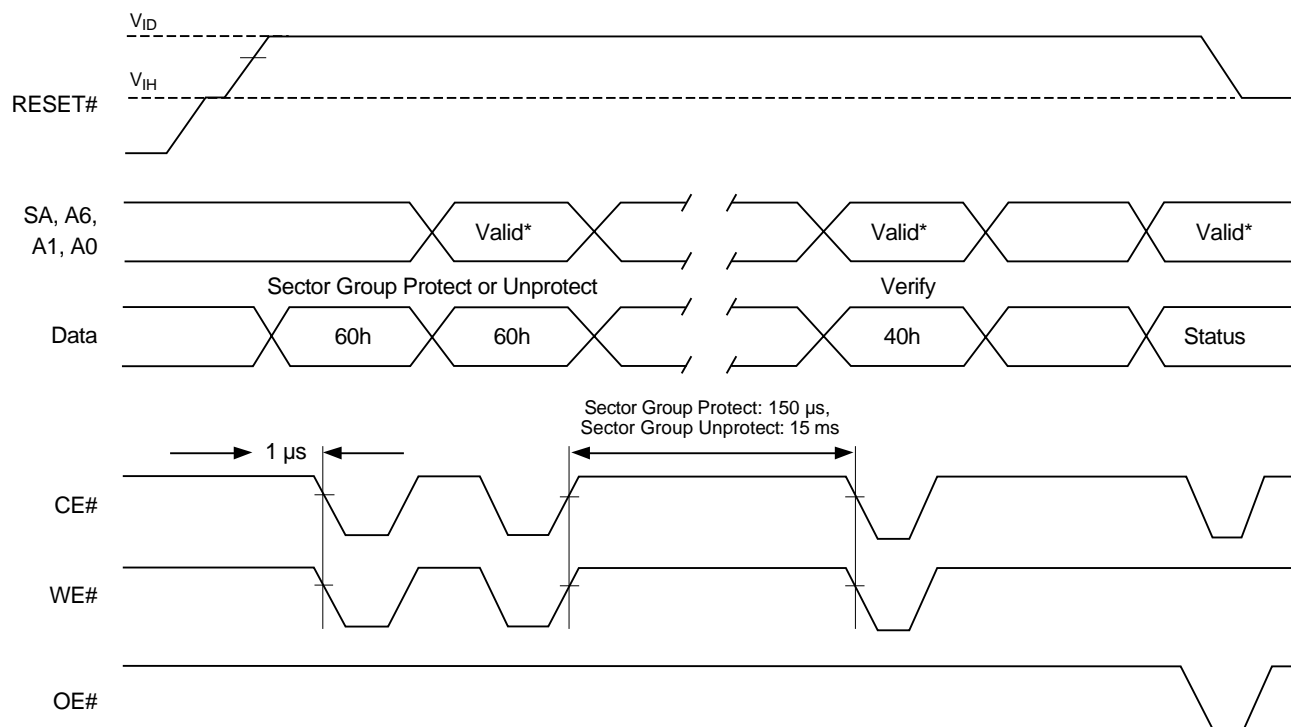 VID
VIH
RESET#
SA, A6,
A1, A0
Valid*
Valid*
Valid*
Sector Group Protect or Unprotect
Verify
Data
60h
60h
40h
Status
Sector Group Protect: 150 µs,
Sector Group Unprotect: 15 ms
1 µs
CE#
WE#
OE#